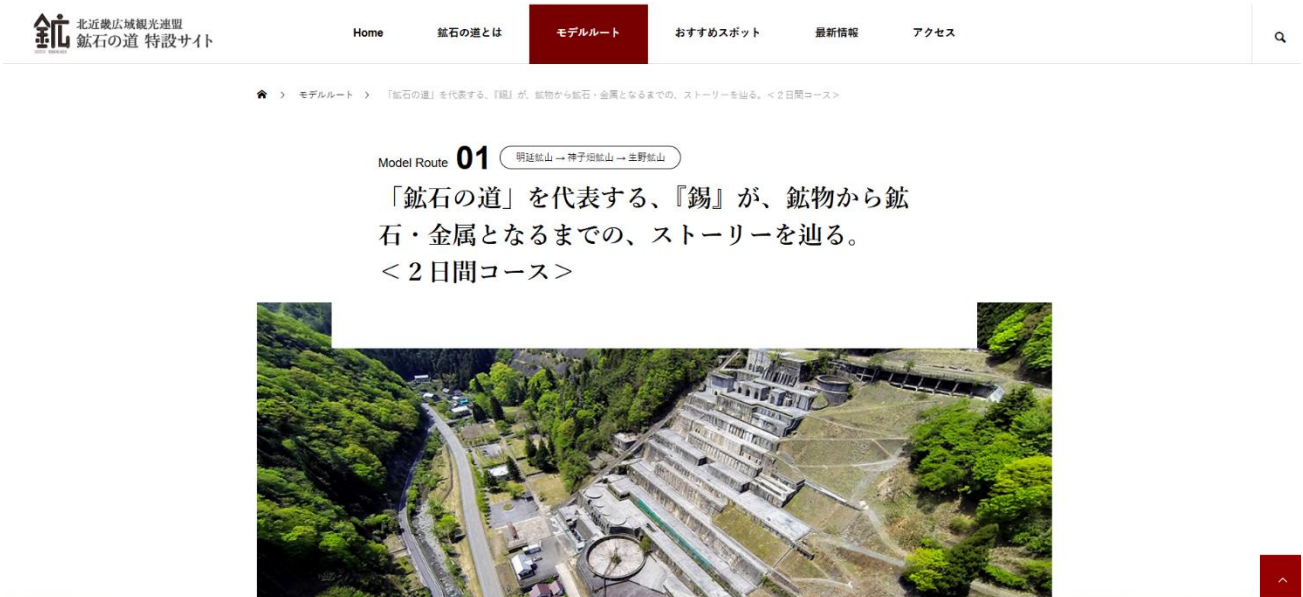 北近畿広域観光連盟
鉱石の道 特設サイト
Home 鉱石の道とは モデルルート おすすめスポット 最新情報 アクセス
モデルルート 「鉱石の道」を代表する、『錫』が、鉱物から鉱石・金属となるまでの、ストーリーを辿る。＜２日間コース＞
Model Route 01 明延鉱山→神子畑鉱山→生野鉱山
「鉱石の道」を代表する、『錫』が、鉱物から鉱
石・金属となるまでの、ストーリーを辿る。
＜２日間コース＞